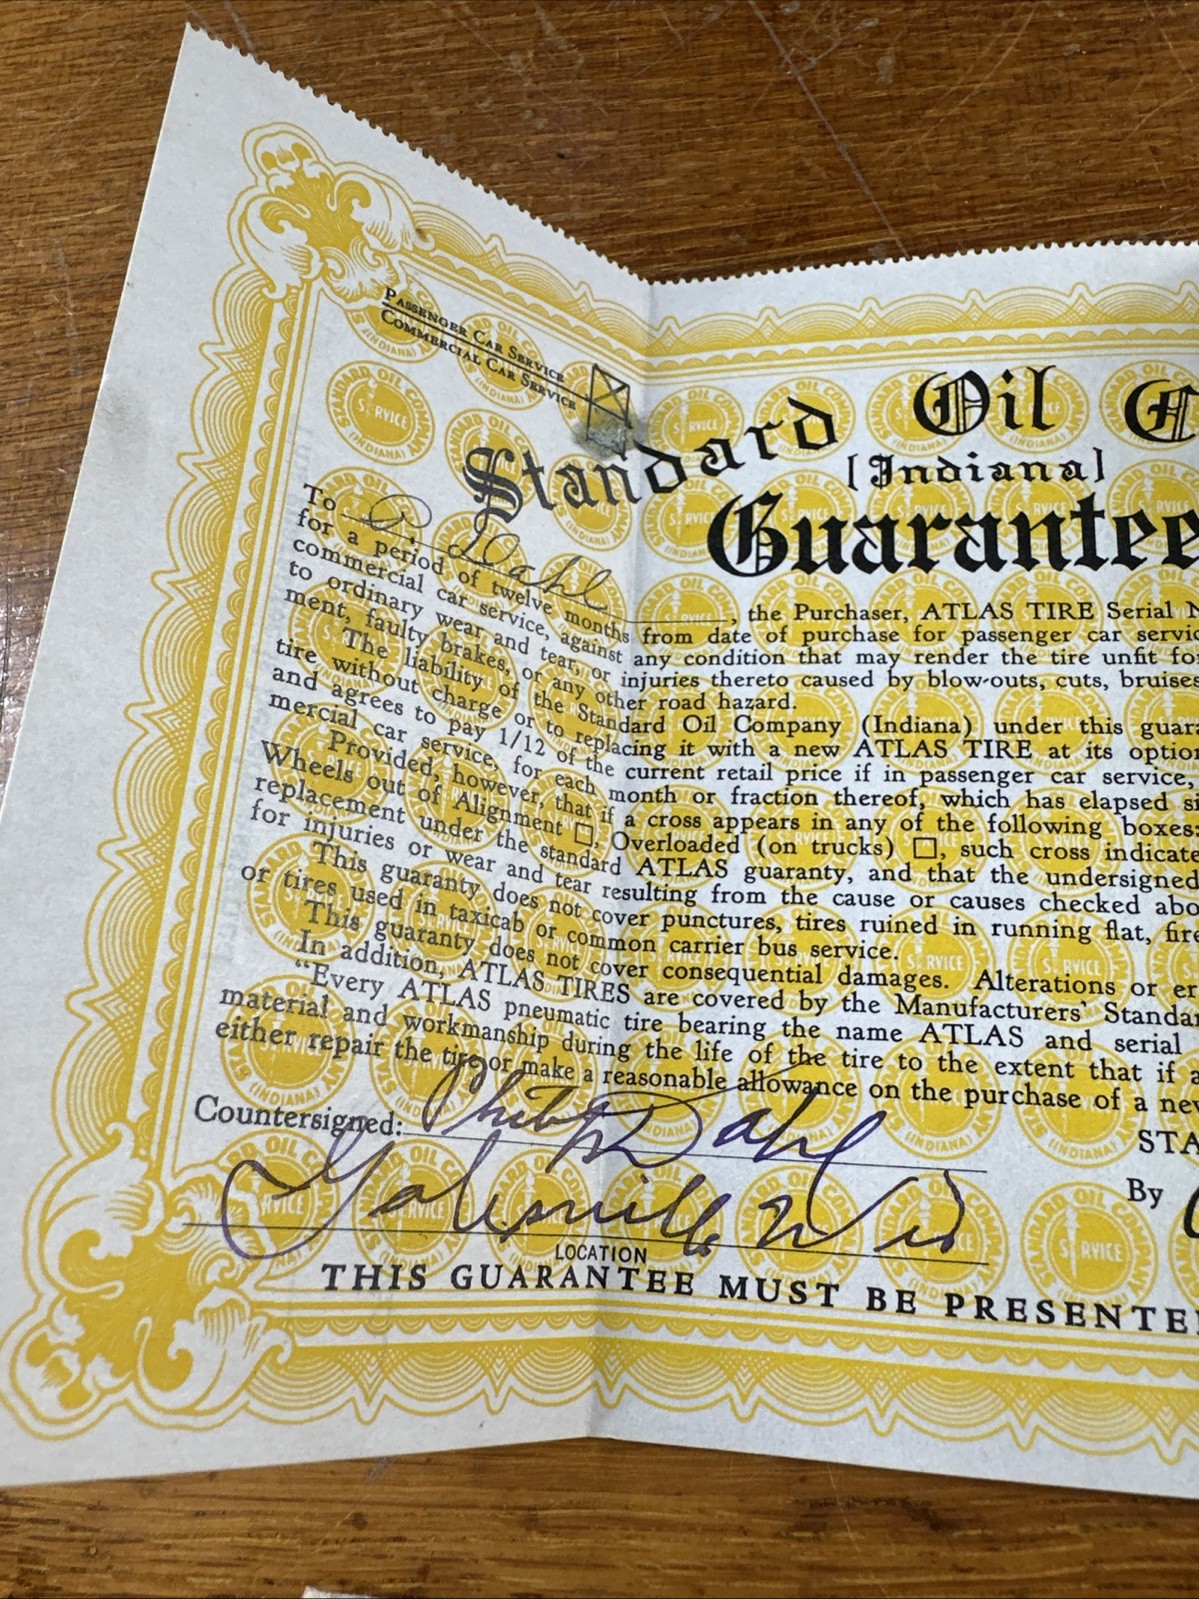 PASSENGER CAR SERVICE
COMMERCIAL CAR SERVICE
Standard Oil C
[Indiana]
Guarantee
To P. Dahl, the Purchaser, ATLAS TIRE Serial N
for a period of twelve months from date of purchase for passenger car servic
commercial car service, against any condition that may render the tire unfit fo
to ordinary wear and tear, or injuries thereto caused by blow-outs, cuts, bruises
ment, faulty brakes, or any other road hazard.
The liability of the Standard Oil Company (Indiana) under this guara
tire without charge or to replacing it with a new ATLAS TIRE at its option
and agrees to pay 1/12 of the current retail price if in passenger car service,
mercial car service, for each month or fraction thereof, which has elapsed si
Provided, however, that if a cross appears in any of the following boxes:
Wheels out of Alignment ☐, Overloaded (on trucks) ☐, such cross indicate
replacement under the standard ATLAS guaranty, and that the undersigned
for injuries or wear and tear resulting from the cause or causes checked abo
This guaranty does not cover punctures, tires ruined in running flat, fire
or tires used in taxicab or common carrier bus service.
This guaranty does not cover consequential damages. Alterations or er
In addition, ATLAS TIRES are covered by the Manufacturers' Standar
"Every ATLAS pneumatic tire bearing the name ATLAS and serial
material and workmanship during the life of the tire to the extent that if a
either repair the tire or make a reasonable allowance on the purchase of a new
Countersigned: Philip Dahl
STA
By
Galesville Wis
LOCATION
THIS GUARANTEE MUST BE PRESENTE